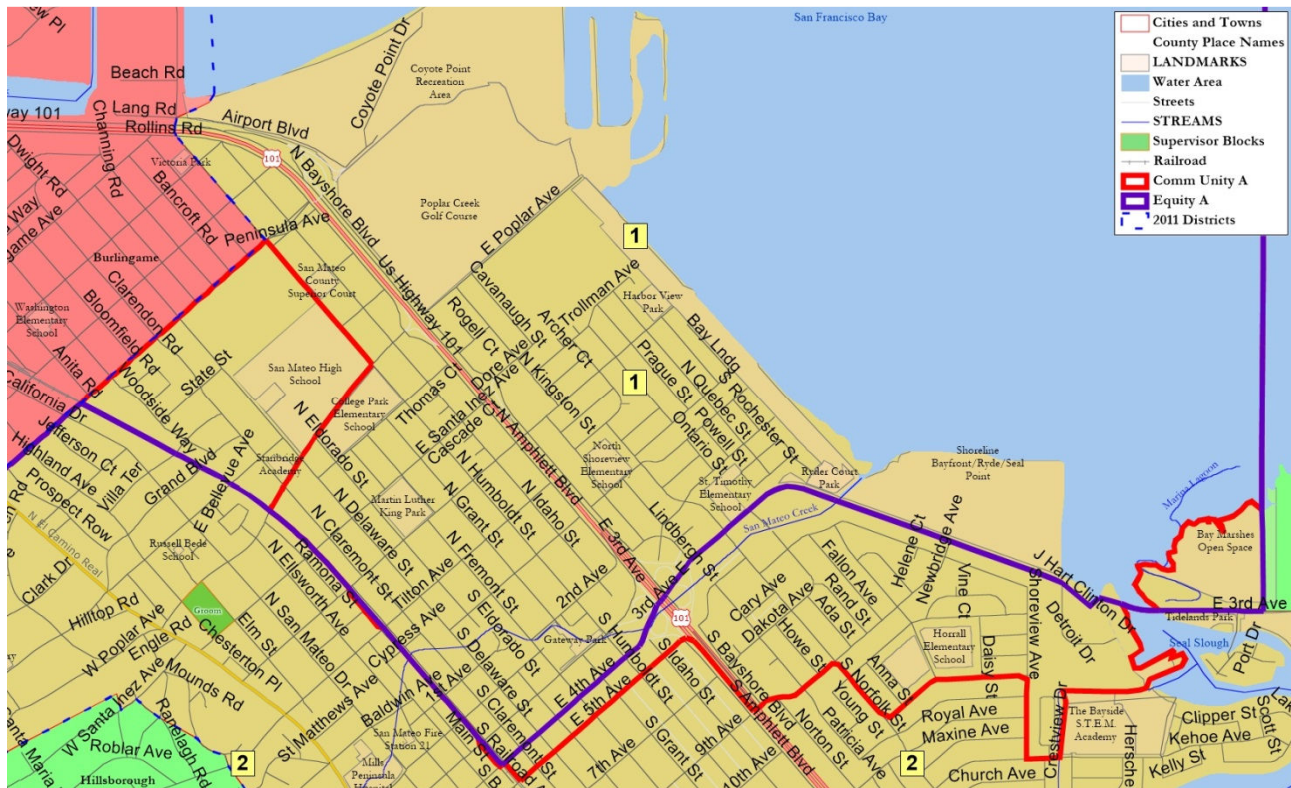 San Francisco Bay
Cities and Towns
County Place Names
LANDMARKS
Water Area
Streets
STREAMS
Supervisor Blocks
Railroad
Comm Unity A
Equity A
2011 Districts
ew Pl
Beach Rd
Lang Rd
way 101
Rollins Rd
Channing Rd
Dwight Rd
Victoria Park
Bancroft Rd
Way
game Ave
Burlingame
Clarendon Rd
Bloomfield Rd
Washington
Elementary
School
Anita Rd
California Dr
Airport Blvd
Coyote Point Dr
Coyote Point
Recreation
Area
101
N Bayshore Blvd
Poplar Creek
Golf Course
Peninsula Ave
E Poplar Ave
Us Highway 101
San Mateo
County
Superior Court
1
Trollman Ave
Cavanaugh St
Harbor View
Park
Rogell Ct
Archer Ct
Bay Lndg
Dore Ave
State St
San Mateo High
School
Woodside Way
College Park
Elementary
School
Thomas Ct
E Santa Inez Ave
Cascade Ct
N Kingston St
1
Prague St
N Quebec St
S Rochester St
Powell St
Ontario St
N Amphlett Blvd
Jefferson Ct
Highland Ave
Villa Ter
Grand Blvd
Prospect Row
E Bellevue Ave
Stanbridge
Academy
N Eldorado St
N Humboldt St
N Idaho St
North
Shoreview
Elementary
School
St. Timothy
Elementary
School
Ryder Court
Park
Shoreline
Bayfront/Ryde/Seal
Point
Marina Lagoon
Bay Marshes
Open Space
N El Camino Real
Russell Bede
School
Martin Luther
King Park
N Delaware St
N Grant St
N Claremont St
N Fremont St
E 3rd Ave
Lindbergh St
San Mateo Creek
Helene Ct
Newbridge Ave
J Hart Clinton Dr
E 3rd Ave
Tidelands Park
Clark Dr
Ramona St
N Ellsworth Ave
Tilton Ave
2nd Ave
3rd Ave
101
Cary Ave
Dakota Ave
Fallon Ave
Rand St
Ada St
Vine Ct
Shoreview Ave
Detroit Dr
Seal Slough
Port Dr
Hilltop Rd
Groom
W Poplar Ave
Engle Rd
Chesterton Pl
Elm St
N San Mateo Dr
Cypress Ave
S Eldorado St
Gateway Park
S Humboldt St
S Idaho St
S Bayshore Blvd
Howe St
Horrall
Elementary
School
Anna St
Daisy St
W Santa Inez Ave
Mounds Rd
St Matthews Ave
Baldwin Ave
1st Ave
S Delaware St
S Claremont St
E 4th Ave
E 5th Ave
S Amphlett Blvd
S Norfolk St
Young St
Royal Ave
Maxine Ave
Crestview Dr
The Bayside
S.T.E.M.
Academy
Clipper St
Kehoe Ave
Scott St
Ranelagh Rd
Roblar Ave
Hillsborough
2
San Mateo Fire
Station 21
Mills
Peninsula
Hospital
Main St
S Railroad Ave
7th Ave
S Grant St
9th Ave
10th Ave
Norton St
Patricia Ave
2
Church Ave
Hersche
Kelly St